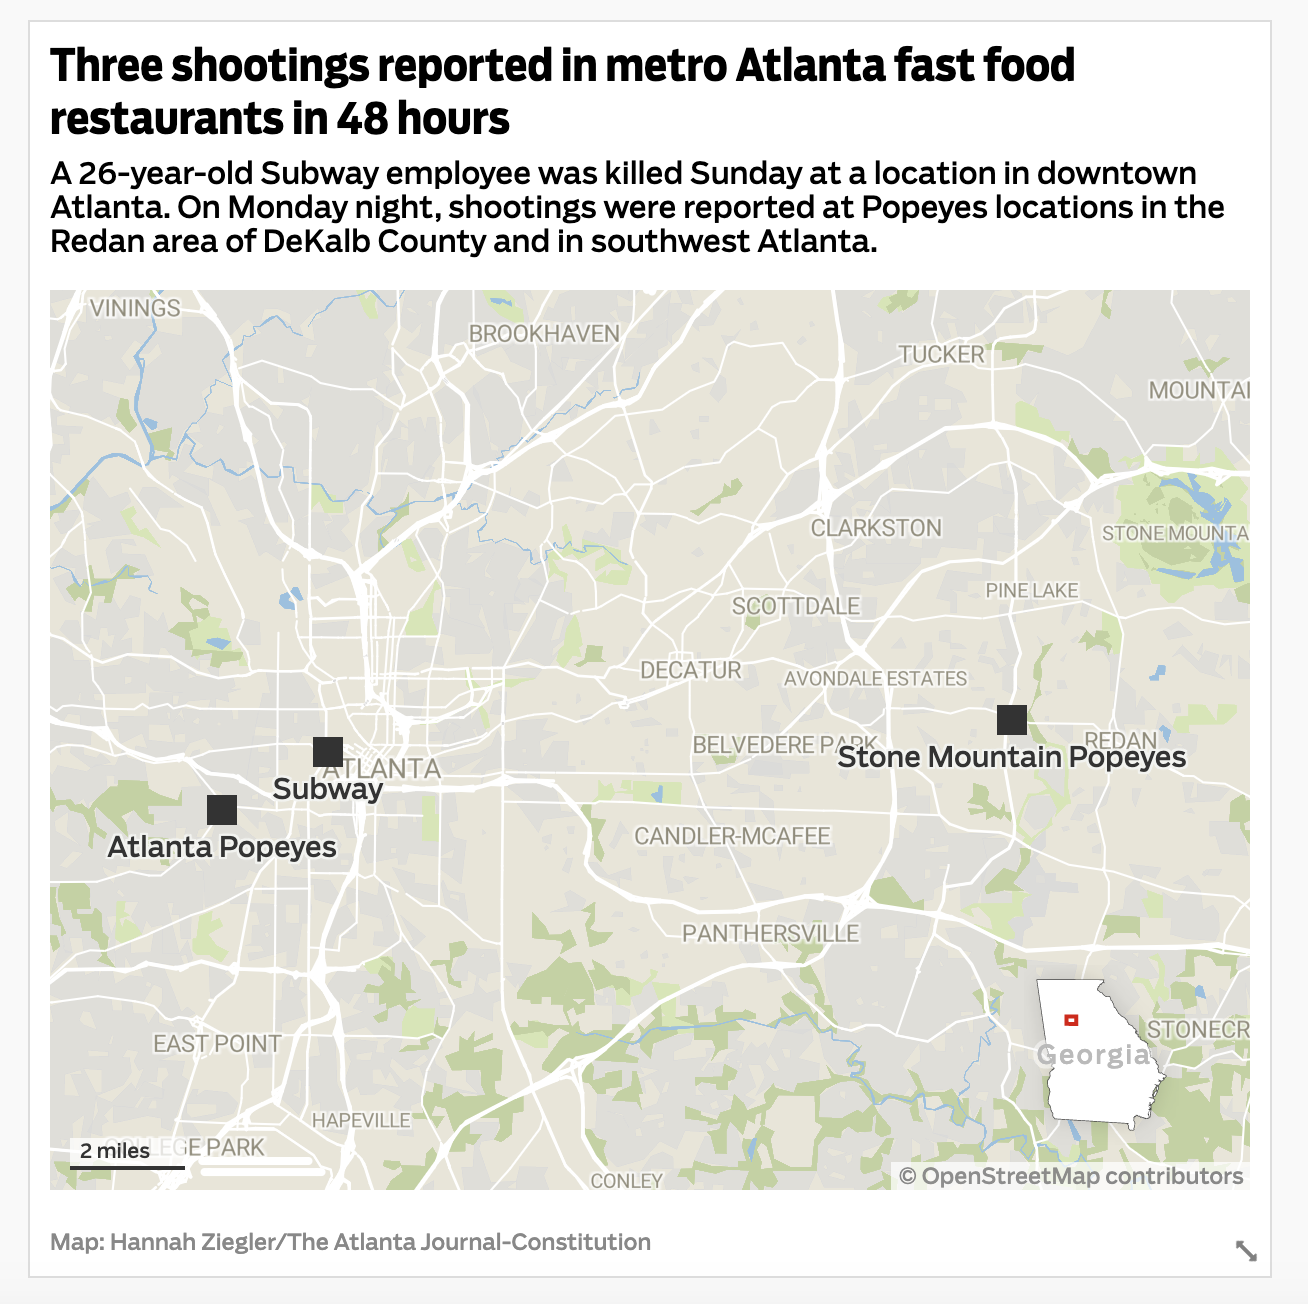 Three shootings reported in metro Atlanta fast food
restaurants in 48 hours
A 26-year-old Subway employee was killed Sunday at a location in downtown
Atlanta. On Monday night, shootings were reported at Popeyes locations in the
Redan area of DeKalb County and in southwest Atlanta.
VININGS
BROOKHAVEN
TUCKER
MOUNTAI
CLARKSTON
STONE MOUNTA
PINE LAKE
SCOTTDALE
DECATUR
AVONDALE ESTATES
BELVEDERE PARK
REDAN
Stone Mountain Popeyes
ATLANTA
Subway
Atlanta Popeyes
CANDLER-MCAFEE
PANTHERSVILLE
EAST POINT
STONECR
Georgia
HAPEVILLE
COLLEGE PARK
2 miles
CONLEY
© OpenStreetMap contributors
Map: Hannah Ziegler/The Atlanta Journal-Constitution